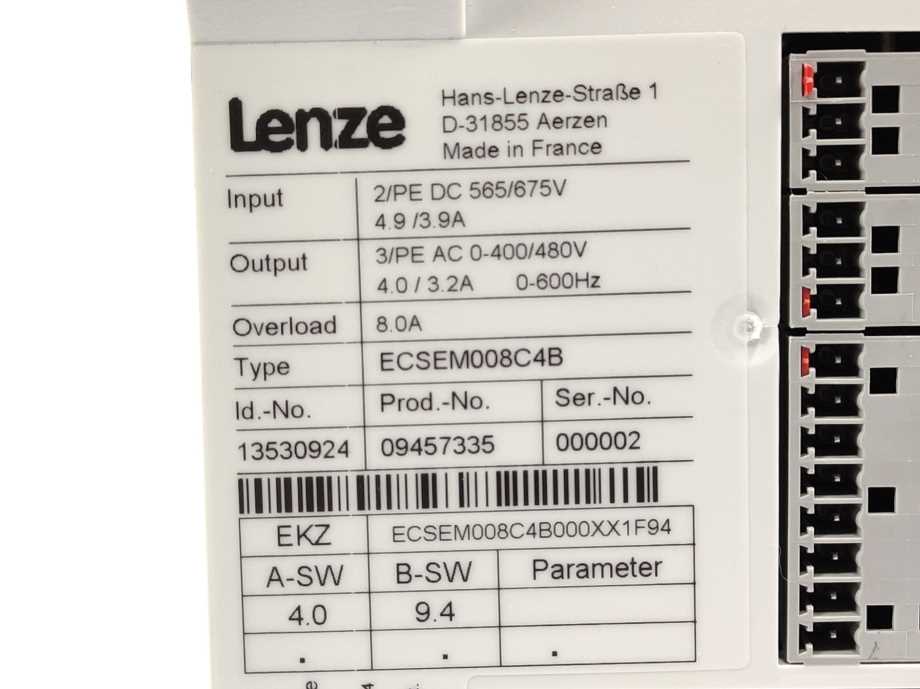 Lenze
Hans-Lenze-Straße 1
D-31855 Aerzen
Made in France
Input 2/PE DC 565/675V
4.9 /3.9A
Output 3/PE AC 0-400/480V
4.0 / 3.2A 0-600Hz
Overload 8.0A
Type ECSEM008C4B
Id.-No. Prod.-No. Ser.-No.
13530924 09457335 000002
EKZ ECSEM008C4B000XX1F94
A-SW B-SW Parameter
4.0 9.4
. . .